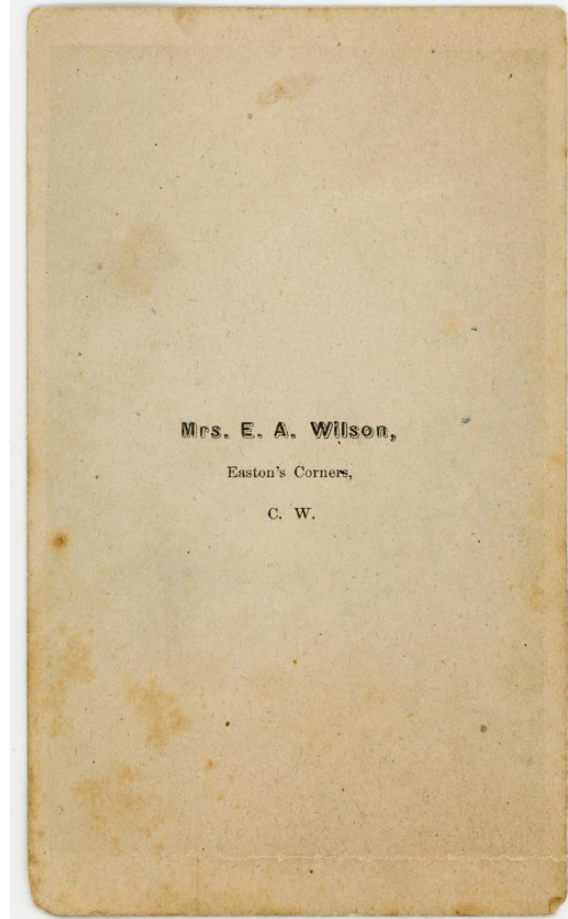 Mrs. E. A. Wilson,
Easton's Corners,
C. W.